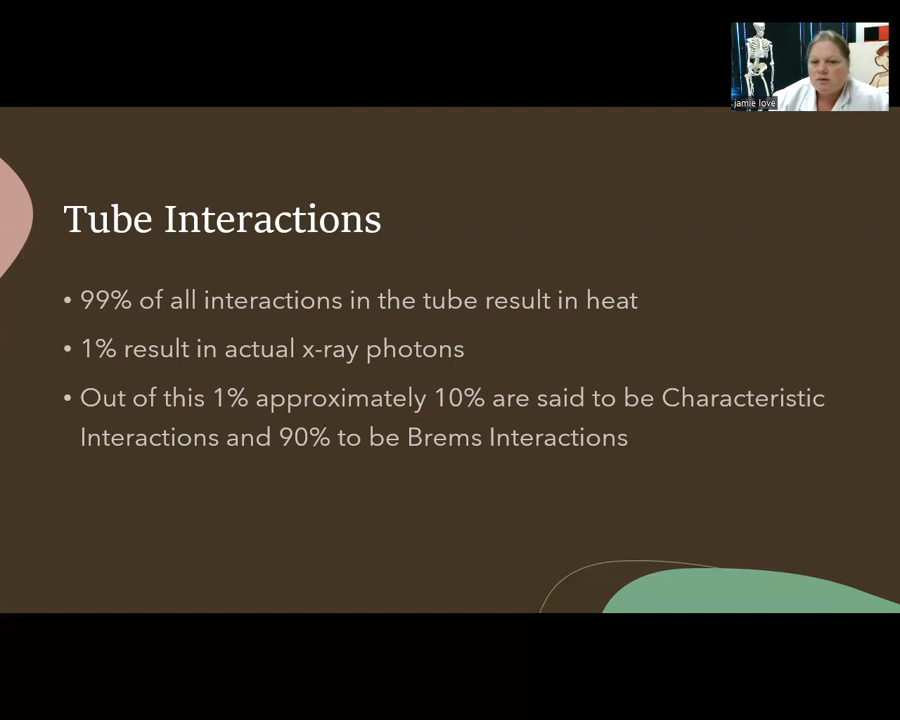 jamie love
Tube Interactions
• 99% of all interactions in the tube result in heat
• 1% result in actual x-ray photons
• Out of this 1% approximately 10% are said to be Characteristic
Interactions and 90% to be Brems Interactions